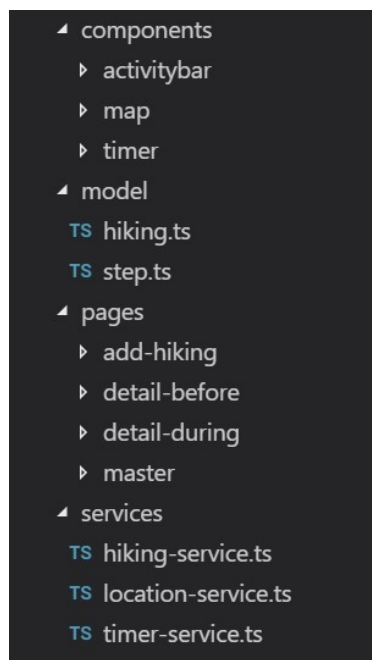 components
activitybar
map
timer
model
TS hiking.ts
TS step.ts
pages
add-hiking
detail-before
detail-during
master
services
TS hiking-service.ts
TS location-service.ts
TS timer-service.ts